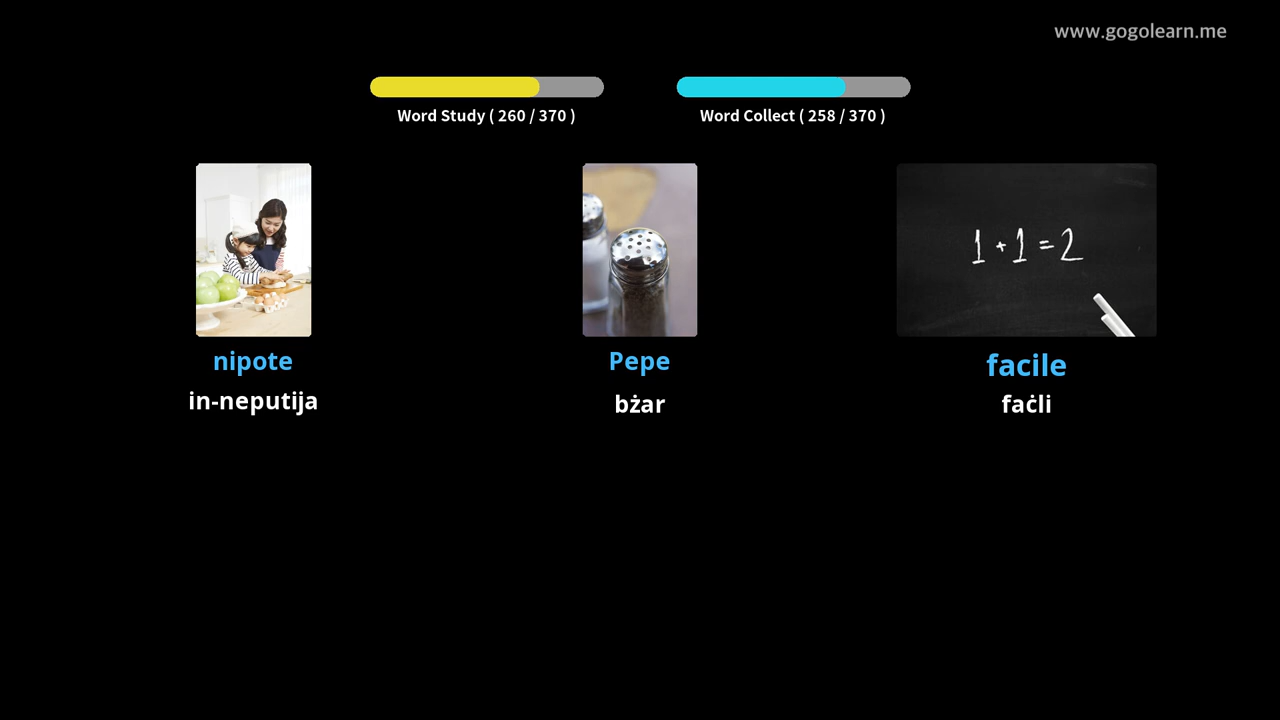 www.gogolearn.me
Word Study ( 260 / 370 )
Word Collect ( 258 / 370 )
1+1=2
nipote
in-neputija
Pepe
bżar
facile
faċli